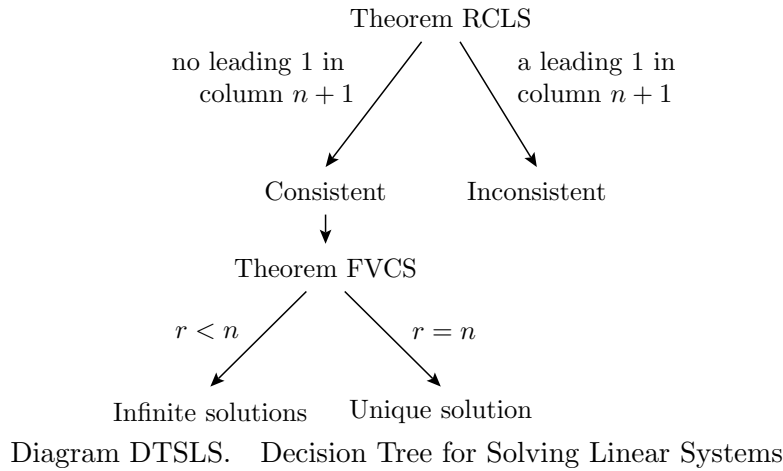 Theorem RCLS
no leading 1 in
column n + 1
a leading 1 in
column n + 1
Consistent
Inconsistent
Theorem FVCS
r < n
r = n
Infinite solutions
Unique solution
Diagram DTSLS. Decision Tree for Solving Linear Systems